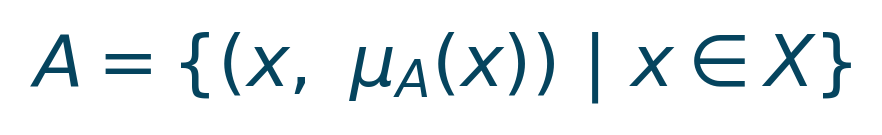 A = {(x, μ_A(x)) | x ∈ X}